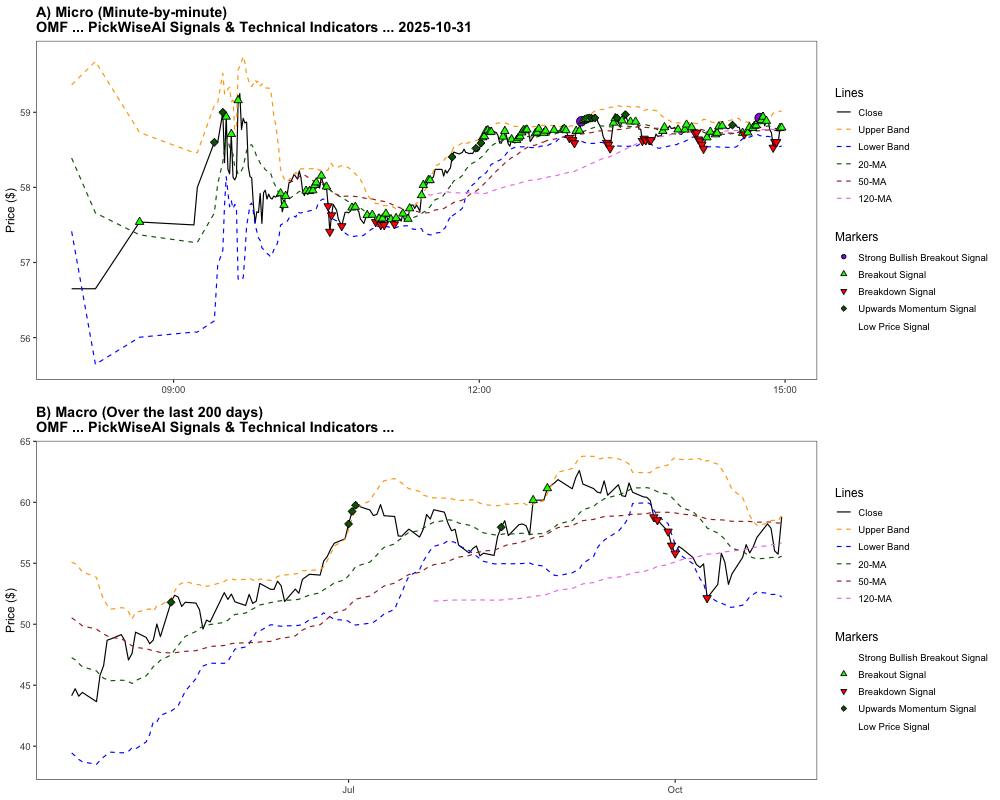 A) Micro (Minute-by-minute)
OMF ... PickWiseAI Signals & Technical Indicators ... 2025-10-31
Price ($)
59
58
57
56
09:00
12:00
15:00
Lines
Close
Upper Band
Lower Band
20-MA
50-MA
120-MA
Markers
Strong Bullish Breakout Signal
Breakout Signal
Breakdown Signal
Upwards Momentum Signal
Low Price Signal
B) Macro (Over the last 200 days)
OMF ... PickWiseAI Signals & Technical Indicators ...
Price ($)
65
60
55
50
45
40
Jul
Oct
Lines
Close
Upper Band
Lower Band
20-MA
50-MA
120-MA
Markers
Strong Bullish Breakout Signal
Breakout Signal
Breakdown Signal
Upwards Momentum Signal
Low Price Signal